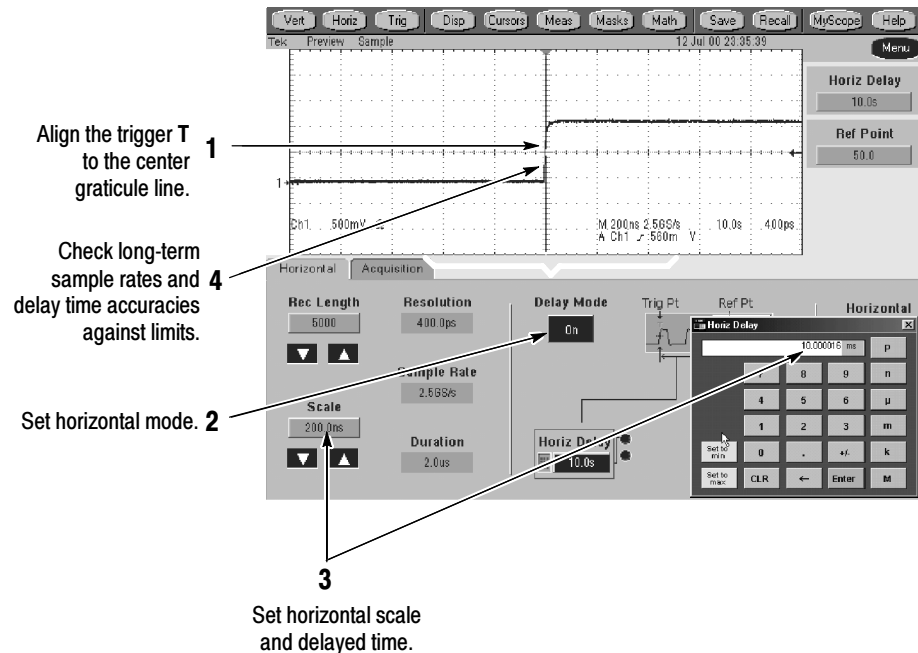 Vert Horiz Trig Disp Cursors Meas Masks Math Save Recall MyScope Help
Tek Preview Sample 12 Jul 00 23:35:39 Menu
Horiz Delay
10.0s
Ref Point
50.0
Align the trigger T
to the center
graticule line.
1
1
Ch1 500mV Ω M 200ns 2.5GS/s 10.0s 400ps
A Ch1 560m V
Check long-term
sample rates and
delay time accuracies
against limits.
4
Horizontal Acquisition
Rec Length Resolution Delay Mode Trig Pt Ref Pt Horizontal
5000 400.0ps On
Horiz Delay X
10.000016 ms P
7 8 9 n
Sample Rate
2.5GS/s
4 5 6 µ
Set horizontal mode. 2
Scale
200.0ns
1 2 3 m
Duration
2.0us
Horiz Delay
10.0s
Set to
min
0 . +/- k
Set to
max
CLR ← Enter M
3
Set horizontal scale
and delayed time.